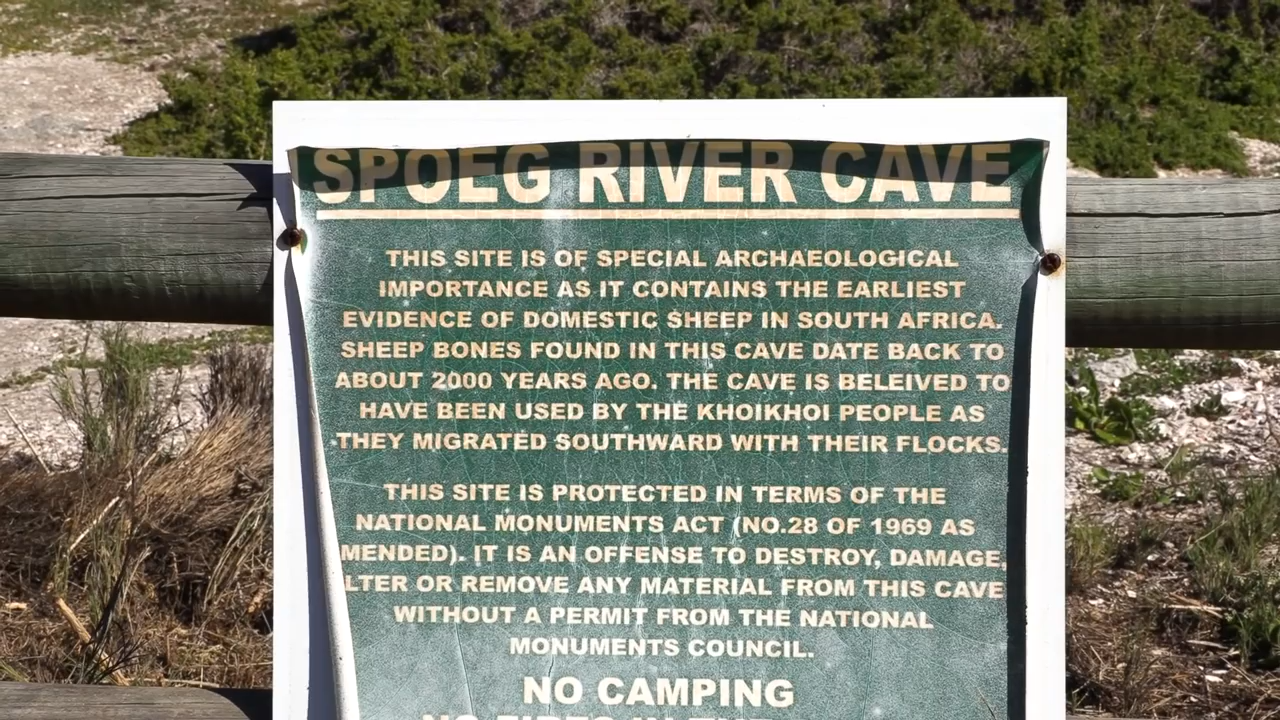 SPOEG RIVER CAVE
THIS SITE IS OF SPECIAL ARCHAEOLOGICAL
IMPORTANCE AS IT CONTAINS THE EARLIEST
EVIDENCE OF DOMESTIC SHEEP IN SOUTH AFRICA.
SHEEP BONES FOUND IN THIS CAVE DATE BACK TO
ABOUT 2000 YEARS AGO. THE CAVE IS BELEIVED TO
HAVE BEEN USED BY THE KHOIKHOI PEOPLE AS
THEY MIGRATED SOUTHWARD WITH THEIR FLOCKS.
THIS SITE IS PROTECTED IN TERMS OF THE
NATIONAL MONUMENTS ACT (NO.28 OF 1969 AS
MENDED). IT IS AN OFFENSE TO DESTROY, DAMAGE,
LTER OR REMOVE ANY MATERIAL FROM THIS CAVE
WITHOUT A PERMIT FROM THE NATIONAL
MONUMENTS COUNCIL.
NO CAMPING
NO FIRES IN THE